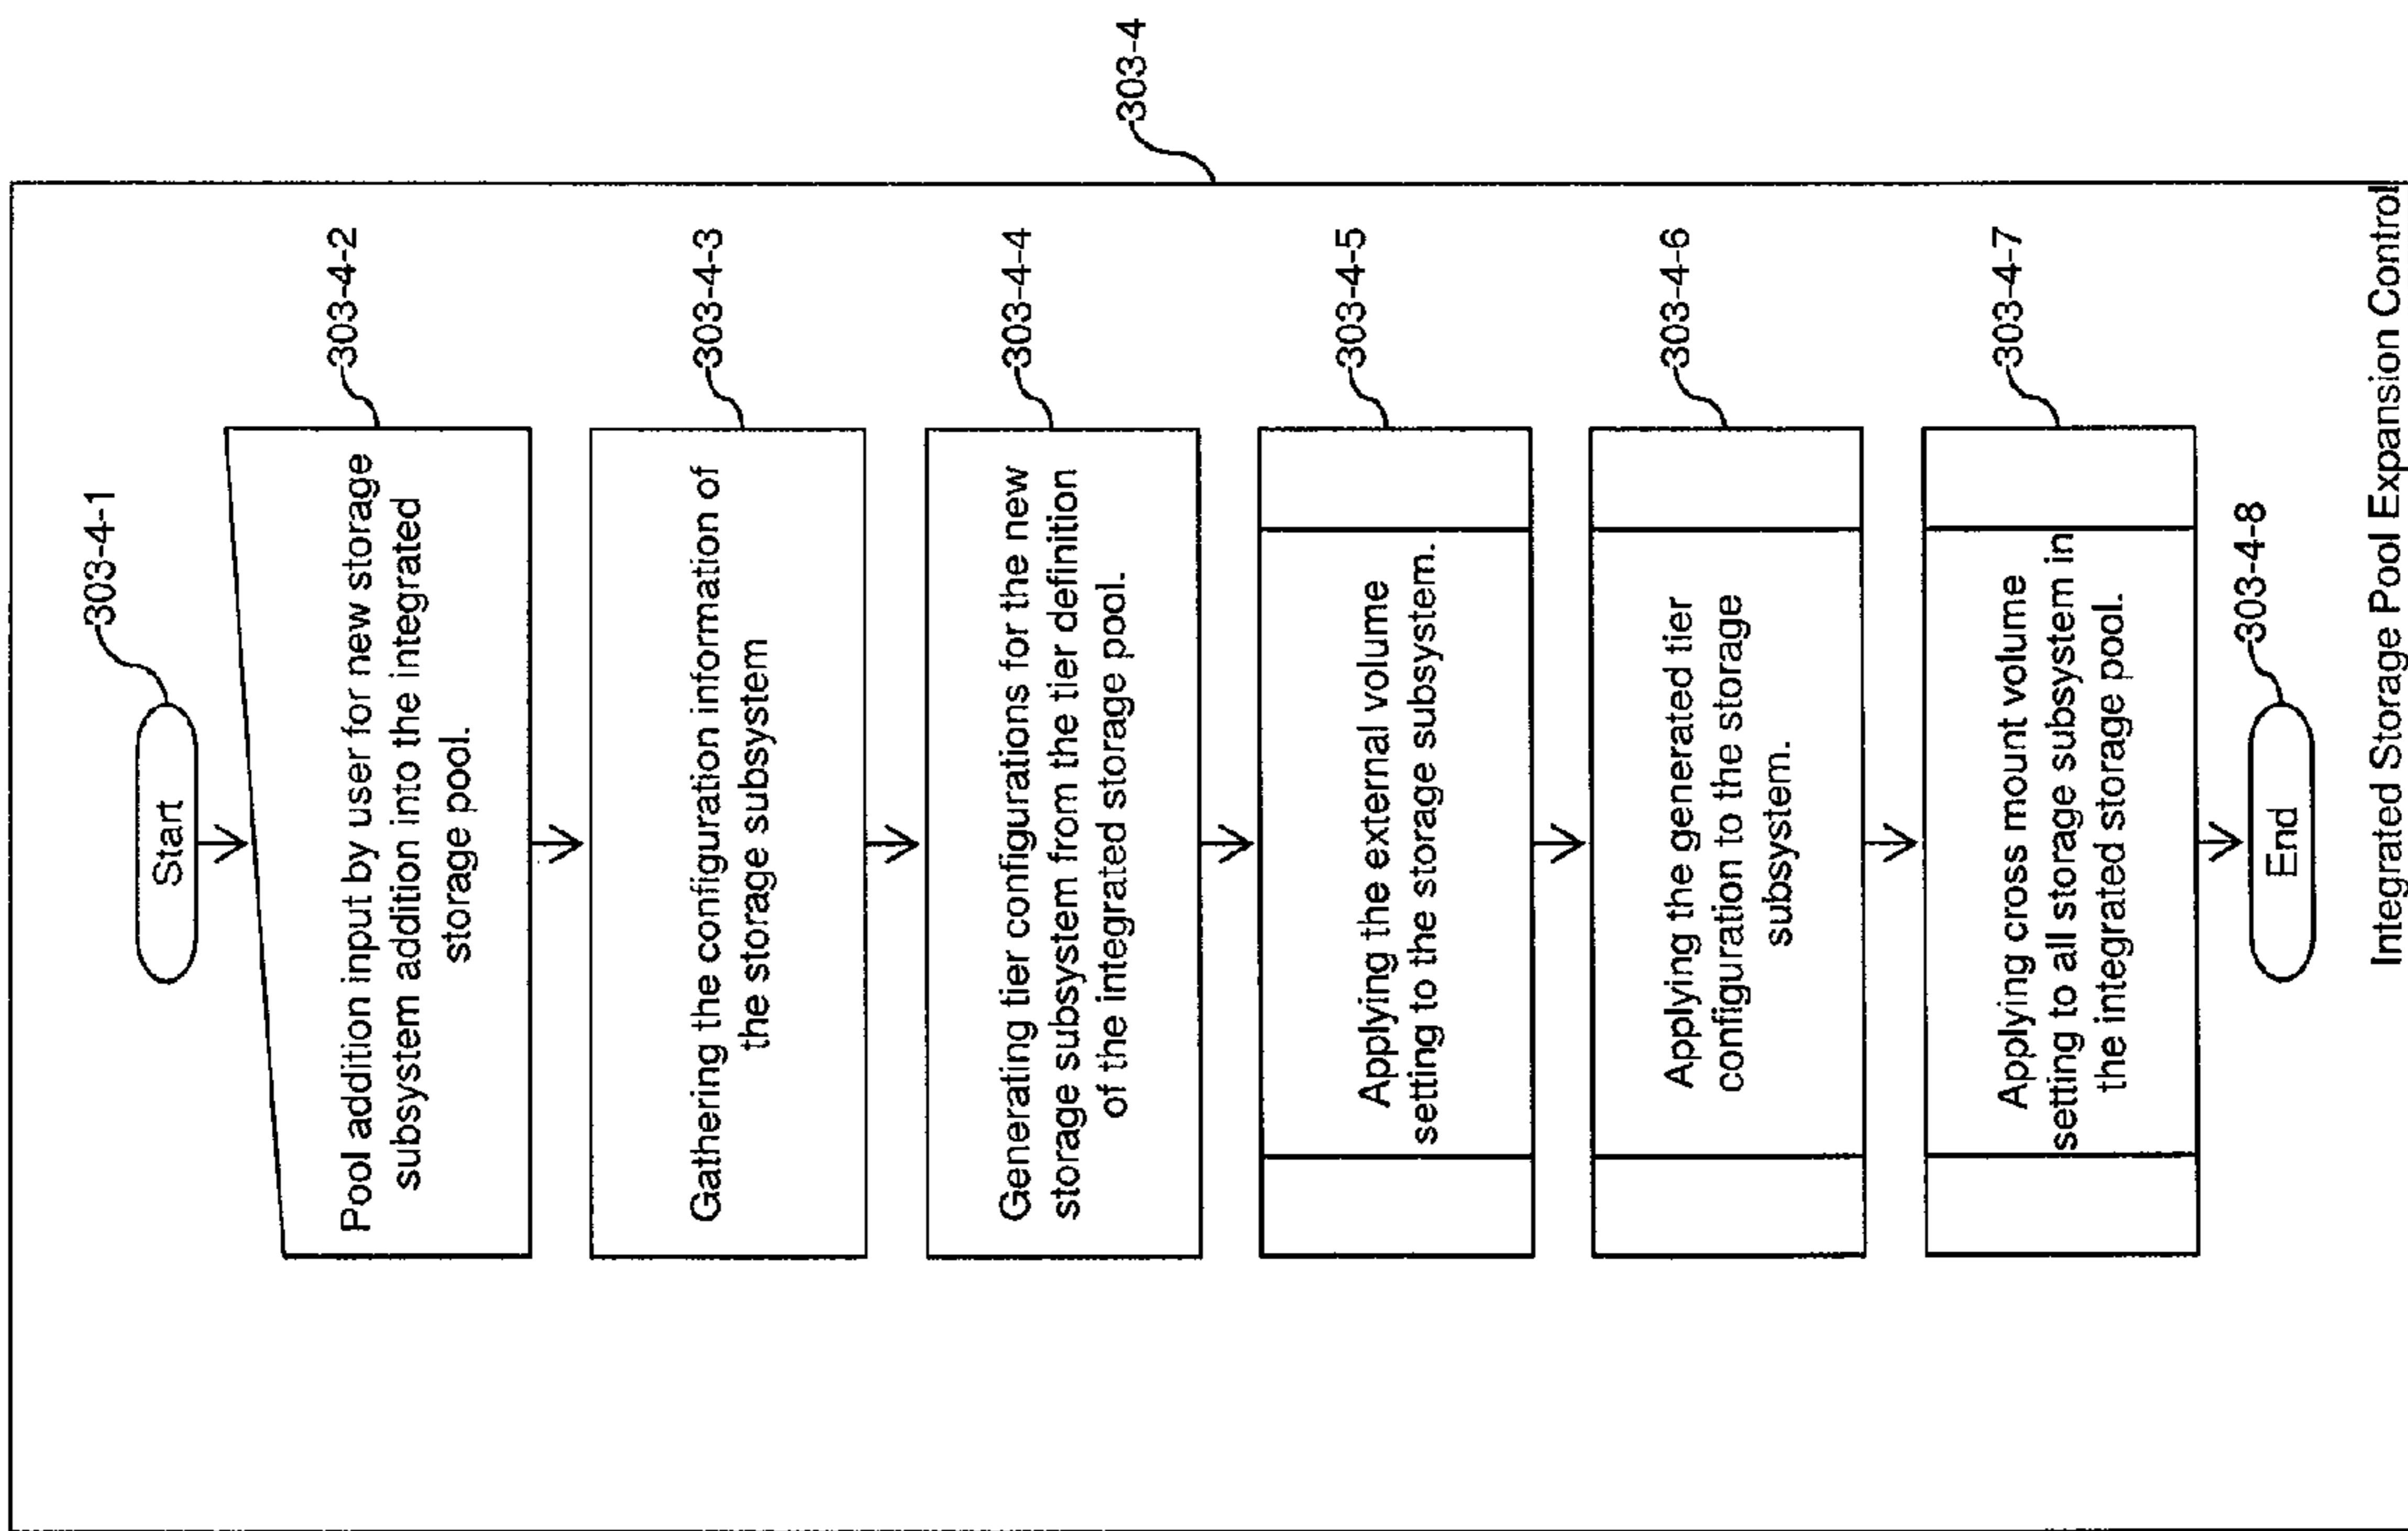 303-4
303-4-1
Start
303-4-2
Pool addition input by user for new storage
subsystem addition into the integrated
storage pool.
303-4-3
Gathering the configuration information of
the storage subsystem
303-4-4
Generating tier configurations for the new
storage subsystem from the tier definition
of the integrated storage pool.
303-4-5
Applying the external volume
setting to the storage subsystem.
303-4-6
Applying the generated tier
configuration to the storage
subsystem.
303-4-7
Applying cross mount volume
setting to all storage subsystem in
the integrated storage pool.
303-4-8
End
Integrated Storage Pool Expansion Control